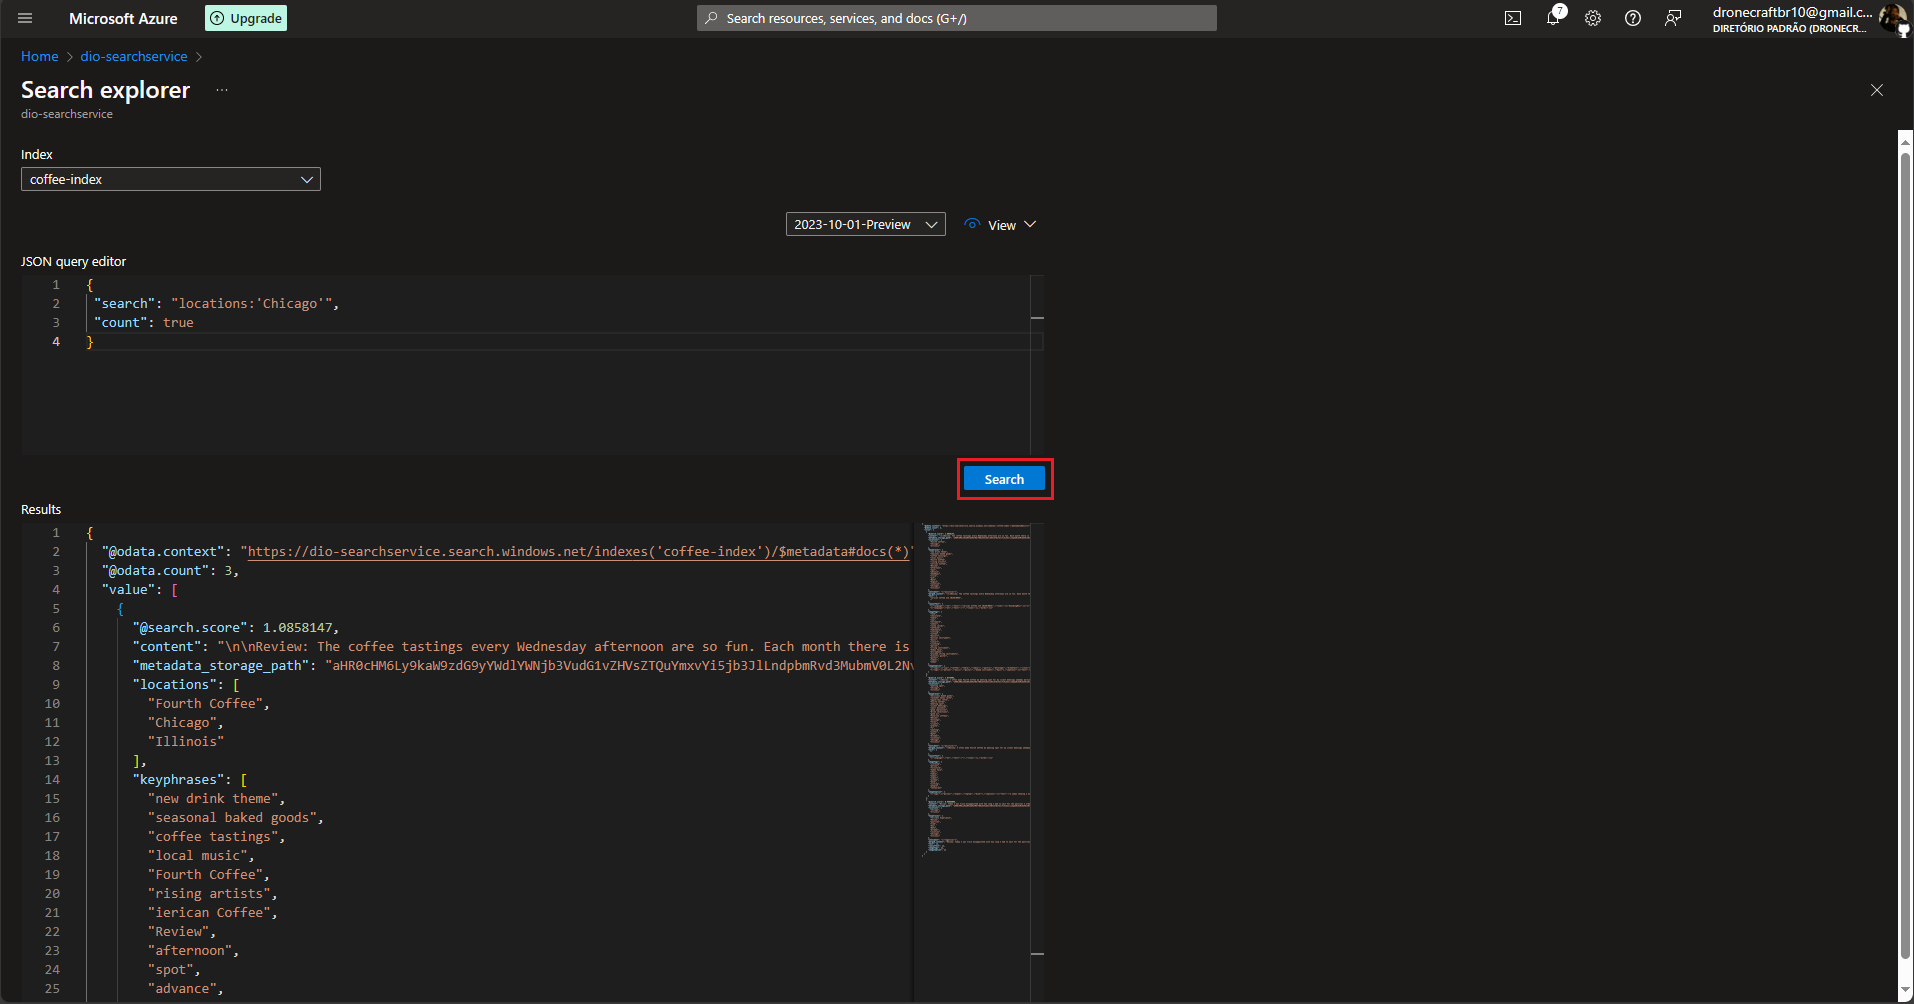 Microsoft Azure
Upgrade
Search resources, services, and docs (G+/)
7
dronecraftbr10@gmail.c...
DIRETÓRIO PADRÃO (DRONECR...
Home > dio-searchservice >
Search explorer ...
dio-searchservice
Index
coffee-index
2023-10-01-Preview
View
JSON query editor
1 {
2 "search": "locations:'Chicago'",
3 "count": true
4 }
Search
Results
1 {
2 "@odata.context": "https://dio-searchservice.search.windows.net/indexes('coffee-index')/$metadata#docs(*)"
3 "@odata.count": 3,
4 "value": [
5 {
6 "@search.score": 1.0858147,
7 "content": "\n\nReview: The coffee tastings every Wednesday afternoon are so fun. Each month there is
8 "metadata_storage_path":
9 "locations": [
10 "Fourth Coffee",
11 "Chicago",
12 "Illinois"
13 ],
14 "keyphrases": [
15 "new drink theme",
16 "seasonal baked goods",
17 "coffee tastings",
18 "local music",
19 "Fourth Coffee",
20 "rising artists",
21 "ierican Coffee",
22 "Review",
23 "afternoon",
24 "spot",
25 "advance",